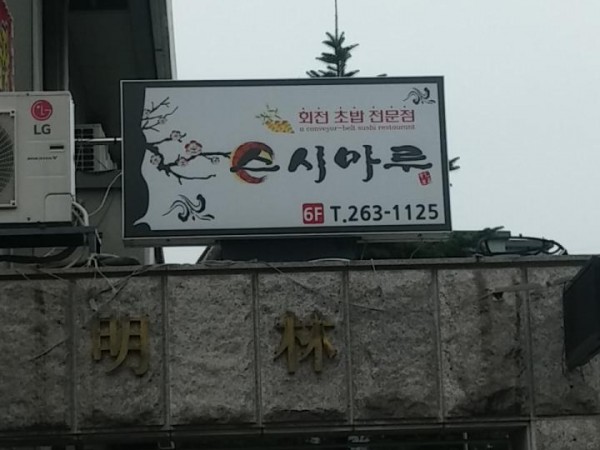 LG
회전 초밥 전문점
a conveyor-belt sushi restaurant
스시마루
6F T.263-1125
明林